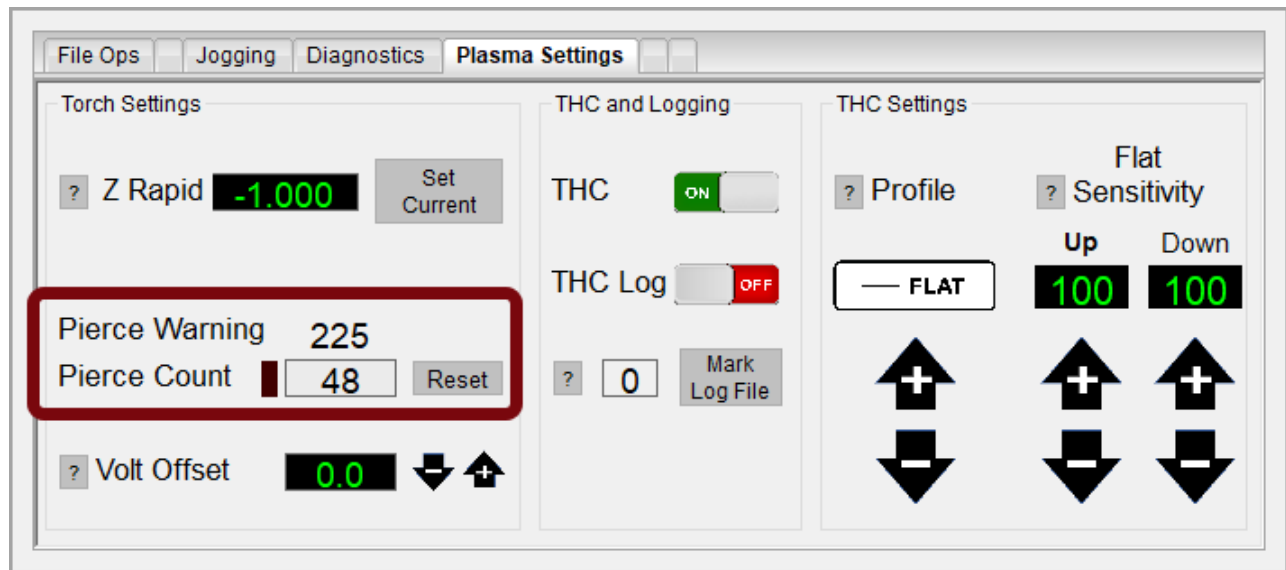 File Ops Jogging Diagnostics Plasma Settings
Torch Settings
? Z Rapid -1.000 Set Current
Pierce Warning 225
Pierce Count 48 Reset
? Volt Offset 0.0 - +
THC and Logging
THC ON
THC Log OFF
? 0 Mark Log File
THC Settings
? Profile
— FLAT
+
-
Flat
? Sensitivity
Up Down
100 100
+ +
- -